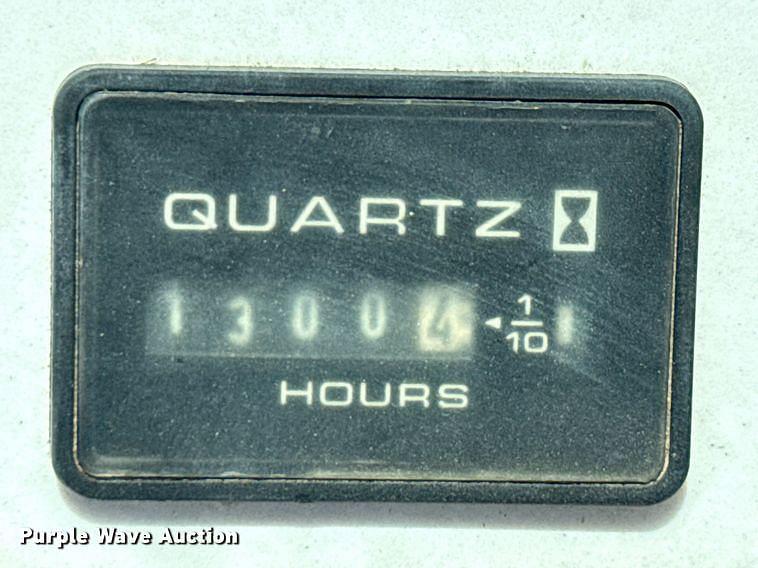 QUARTZ
13004 ◄ 1/10
HOURS
Purple Wave Auction